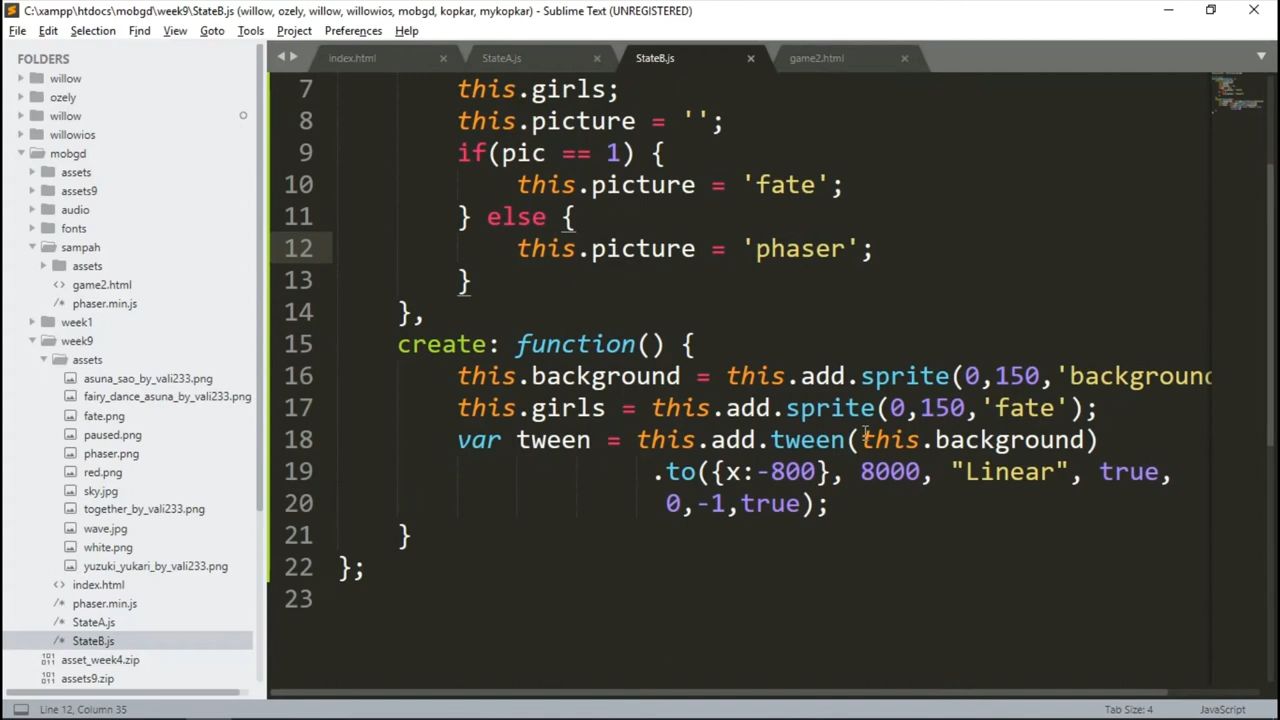 C:\xampp\htdocs\mobgd\week9\StateB.js (willow, ozely, willow, willowios, mobgd, kopkar, mykopkar) - Sublime Text (UNREGISTERED)
File Edit Selection Find View Goto Tools Project Preferences Help
FOLDERS
willow
ozely
willow
willowios
mobgd
assets
assets9
audio
fonts
sampah
assets
game2.html
phaser.min.js
week1
week9
assets
asuna_sao_by_vali233.png
fairy_dance_asuna_by_vali233.png
fate.png
paused.png
phaser.png
red.png
sky.jpg
together_by_vali233.png
wave.jpg
white.png
yuzuki_yukari_by_vali233.png
index.html
phaser.min.js
StateA.js
StateB.js
asset_week4.zip
assets9.zip
index.html StateA.js StateB.js game2.html
7 this.girls;
8 this.picture = '';
9 if(pic == 1) {
10 this.picture = 'fate';
11 } else {
12 this.picture = 'phaser';
13 }
14 },
15 create: function() {
16 this.background = this.add.sprite(0,150,'background
17 this.girls = this.add.sprite(0,150,'fate');
18 var tween = this.add.tween(this.background)
19 .to({x:-800}, 8000, "Linear", true,
20 0,-1,true);
21 }
22 };
23
Line 12, Column 35 Tab Size: 4 JavaScript